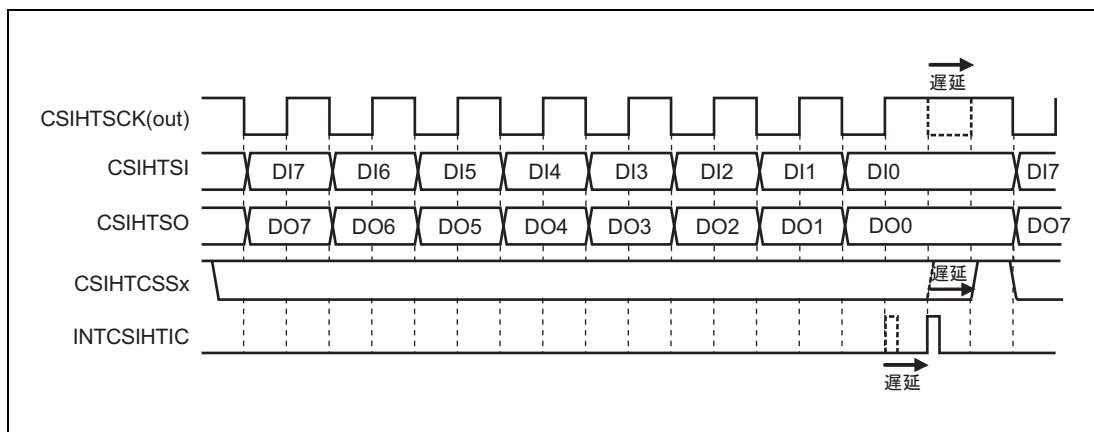 遅延
CSIHTSCK(out)
CSIHTSI DI7 DI6 DI5 DI4 DI3 DI2 DI1 DI0 DI7
CSIHTSO DO7 DO6 DO5 DO4 DO3 DO2 DO1 DO0 DO7
CSIHTCSSx 遅延
INTCSIHTIC
遅延